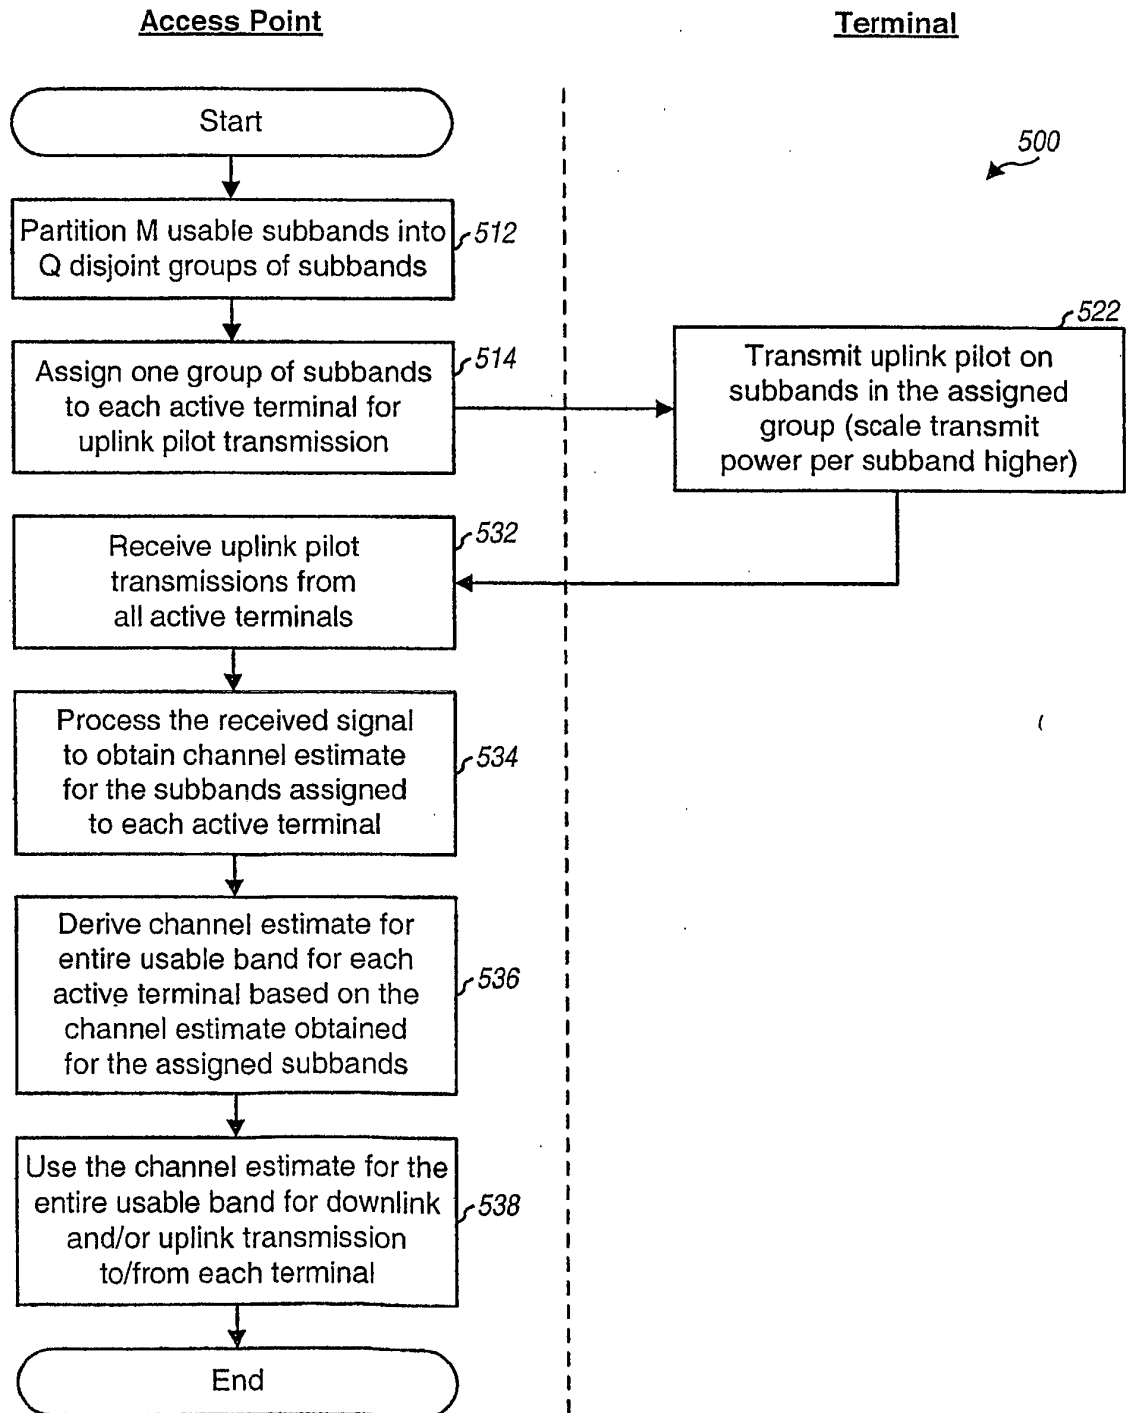 Access Point
Terminal
Start
500
Partition M usable subbands into
Q disjoint groups of subbands
512
Assign one group of subbands
to each active terminal for
uplink pilot transmission
514
522
Transmit uplink pilot on
subbands in the assigned
group (scale transmit
power per subband higher)
Receive uplink pilot
transmissions from
all active terminals
532
Process the received signal
to obtain channel estimate
for the subbands assigned
to each active terminal
534
Derive channel estimate for
entire usable band for each
active terminal based on the
channel estimate obtained
for the assigned subbands
536
Use the channel estimate for the
entire usable band for downlink
and/or uplink transmission
to/from each terminal
538
End